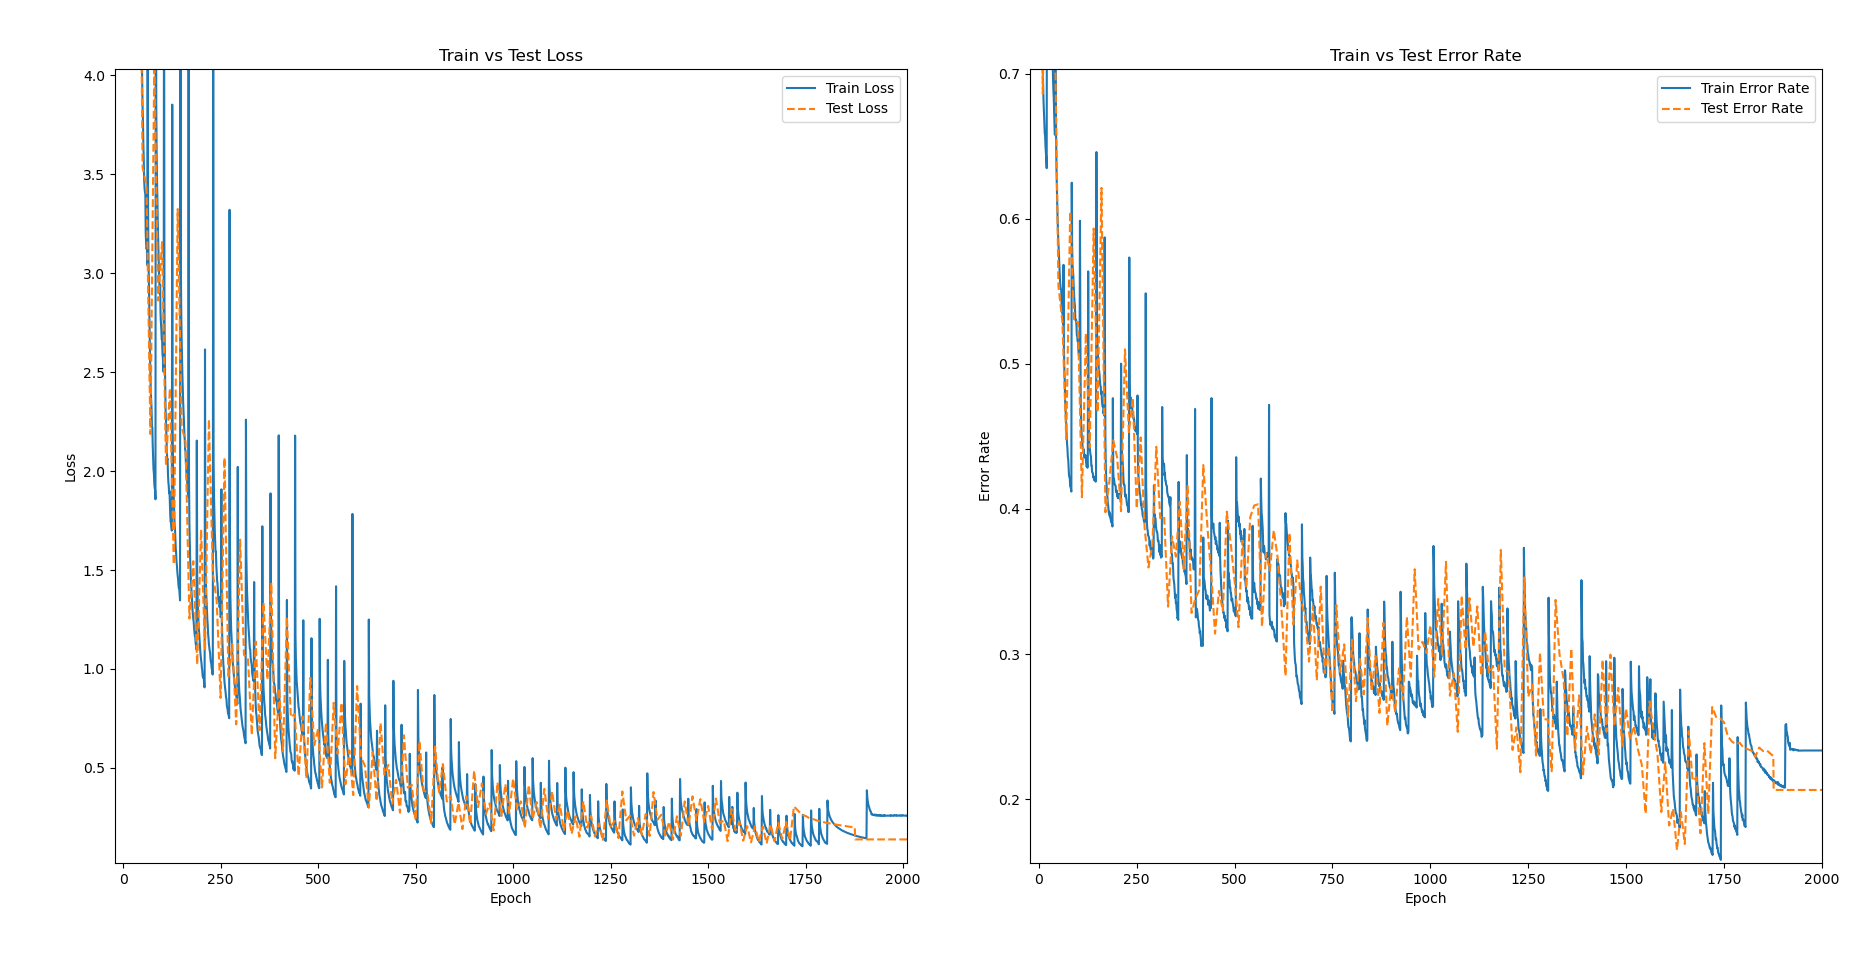 Train vs Test Loss
Train Loss
Test Loss
4.0
3.5
3.0
2.5
2.0
1.5
1.0
0.5
Loss
0 250 500 750 1000 1250 1500 1750 2000
Epoch
Train vs Test Error Rate
Train Error Rate
Test Error Rate
0.7
0.6
0.5
0.4
0.3
0.2
Error Rate
0 250 500 750 1000 1250 1500 1750 2000
Epoch